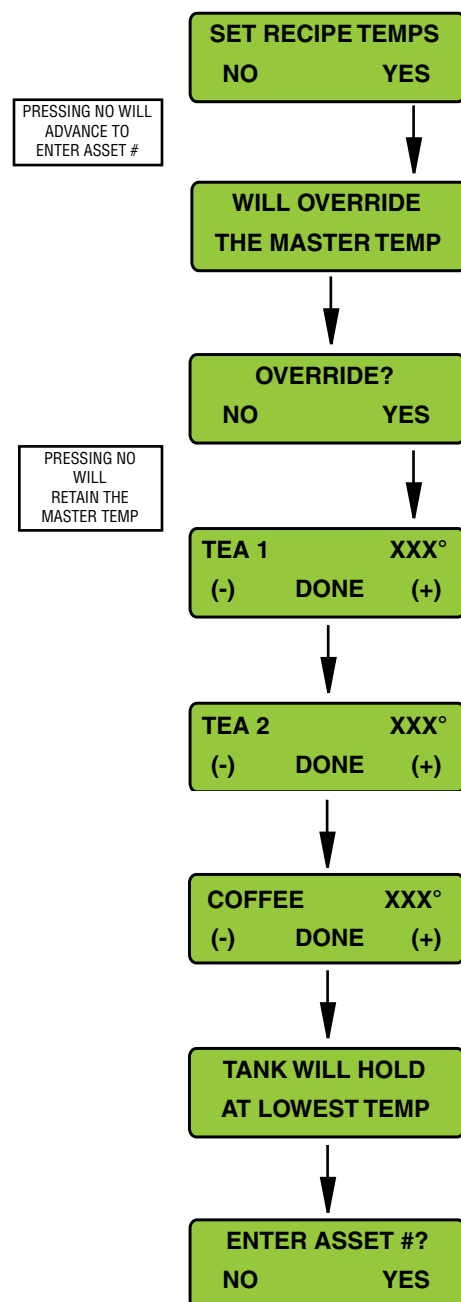 SET RECIPE TEMPS
NO YES
PRESSING NO WILL
ADVANCE TO
ENTER ASSET #
WILL OVERRIDE
THE MASTER TEMP
OVERRIDE?
NO YES
PRESSING NO
WILL
RETAIN THE
MASTER TEMP
TEA 1 XXX°
(-) DONE (+)
TEA 2 XXX°
(-) DONE (+)
COFFEE XXX°
(-) DONE (+)
TANK WILL HOLD
AT LOWEST TEMP
ENTER ASSET #?
NO YES